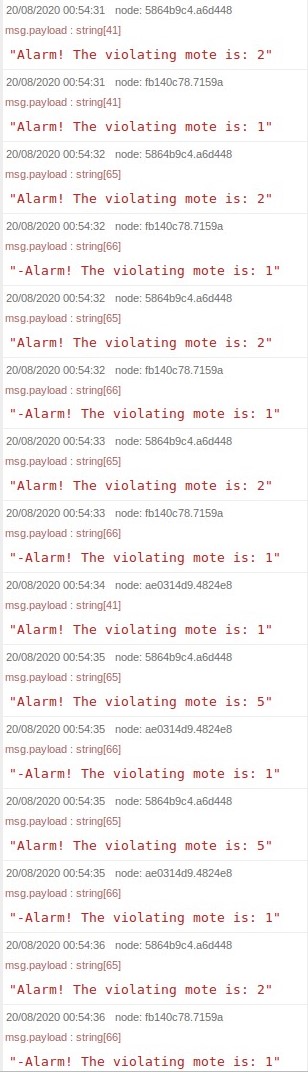 20/08/2020 00:54:31 node: 5864b9c4.a6d448
msg.payload : string[41]
"Alarm! The violating mote is: 2"
20/08/2020 00:54:31 node: fb140c78.7159a
msg.payload : string[41]
"Alarm! The violating mote is: 1"
20/08/2020 00:54:32 node: 5864b9c4.a6d448
msg.payload : string[65]
"Alarm! The violating mote is: 2"
20/08/2020 00:54:32 node: fb140c78.7159a
msg.payload : string[66]
"-Alarm! The violating mote is: 1"
20/08/2020 00:54:32 node: 5864b9c4.a6d448
msg.payload : string[65]
"Alarm! The violating mote is: 2"
20/08/2020 00:54:32 node: fb140c78.7159a
msg.payload : string[66]
"-Alarm! The violating mote is: 1"
20/08/2020 00:54:33 node: 5864b9c4.a6d448
msg.payload : string[65]
"Alarm! The violating mote is: 2"
20/08/2020 00:54:33 node: fb140c78.7159a
msg.payload : string[66]
"-Alarm! The violating mote is: 1"
20/08/2020 00:54:34 node: ae0314d9.4824e8
msg.payload : string[41]
"Alarm! The violating mote is: 1"
20/08/2020 00:54:35 node: 5864b9c4.a6d448
msg.payload : string[65]
"Alarm! The violating mote is: 5"
20/08/2020 00:54:35 node: ae0314d9.4824e8
msg.payload : string[66]
"-Alarm! The violating mote is: 1"
20/08/2020 00:54:35 node: 5864b9c4.a6d448
msg.payload : string[65]
"Alarm! The violating mote is: 5"
20/08/2020 00:54:35 node: ae0314d9.4824e8
msg.payload : string[66]
"-Alarm! The violating mote is: 1"
20/08/2020 00:54:36 node: 5864b9c4.a6d448
msg.payload : string[65]
"Alarm! The violating mote is: 2"
20/08/2020 00:54:36 node: fb140c78.7159a
msg.payload : string[66]
"-Alarm! The violating mote is: 1"